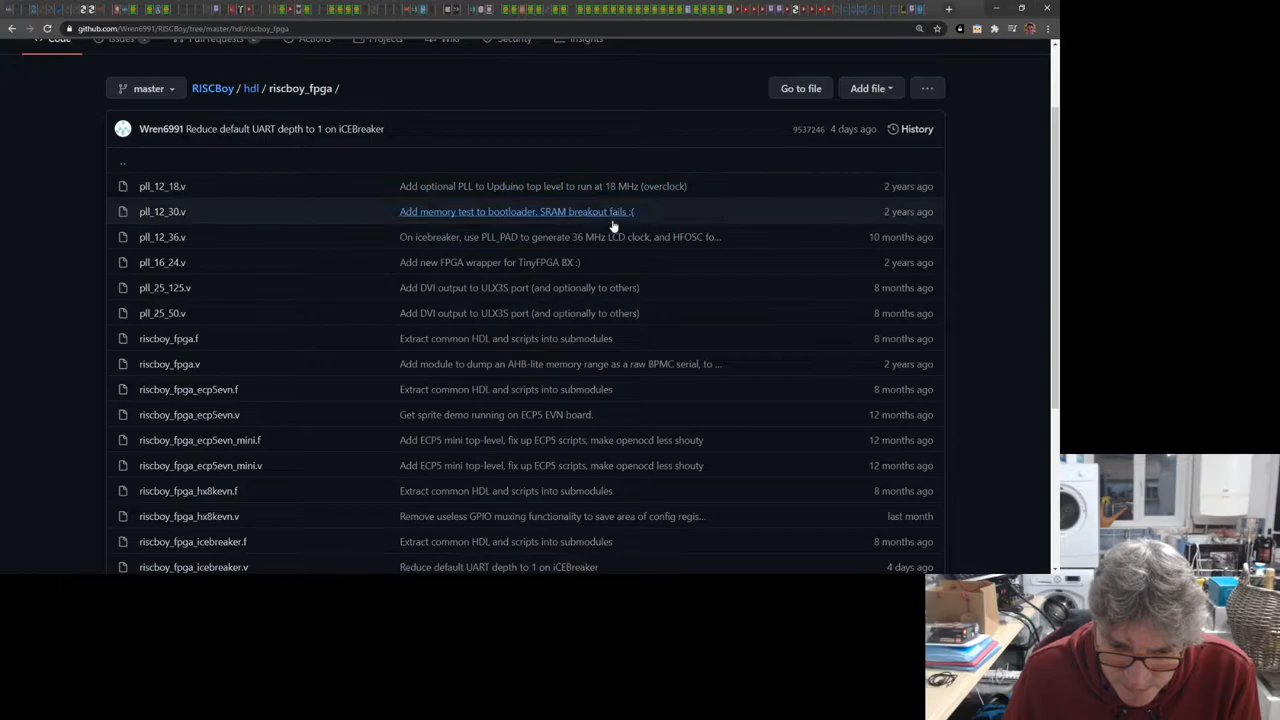 github.com/Wren6991/RISCBoy/tree/master/hdl/riscboy_fpga
Code Issues Pull requests Actions Projects Wiki Security Insights
master RISCBoy / hdl / riscboy_fpga / Go to file Add file ...
Wren6991 Reduce default UART depth to 1 on iCEBreaker 9537246 4 days ago History
..
pll_12_18.v Add optional PLL to Upduino top level to run at 18 MHz (overclock) 2 years ago
pll_12_30.v Add memory test to bootloader. SRAM breakout fails :( 2 years ago
pll_12_36.v On icebreaker, use PLL_PAD to generate 36 MHz LCD clock, and HFOSC fo... 10 months ago
pll_16_24.v Add new FPGA wrapper for TinyFPGA BX :) 2 years ago
pll_25_125.v Add DVI output to ULX3S port (and optionally to others) 8 months ago
pll_25_50.v Add DVI output to ULX3S port (and optionally to others) 8 months ago
riscboy_fpga.f Extract common HDL and scripts into submodules 8 months ago
riscboy_fpga.v Add module to dump an AHB-lite memory range as a raw BPMC serial, to ... 2 years ago
riscboy_fpga_ecp5evn.f Extract common HDL and scripts into submodules 8 months ago
riscboy_fpga_ecp5evn.v Get sprite demo running on ECP5 EVN board. 12 months ago
riscboy_fpga_ecp5evn_mini.f Add ECP5 mini top-level, fix up ECP5 scripts, make openocd less shouty 12 months ago
riscboy_fpga_ecp5evn_mini.v Add ECP5 mini top-level, fix up ECP5 scripts, make openocd less shouty 12 months ago
riscboy_fpga_hx8kevn.f Extract common HDL and scripts into submodules 8 months ago
riscboy_fpga_hx8kevn.v Remove useless GPIO muxing functionality to save area of config regis... last month
riscboy_fpga_icebreaker.f Extract common HDL and scripts into submodules 8 months ago
riscboy_fpga_icebreaker.v Reduce default UART depth to 1 on iCEBreaker 4 days ago